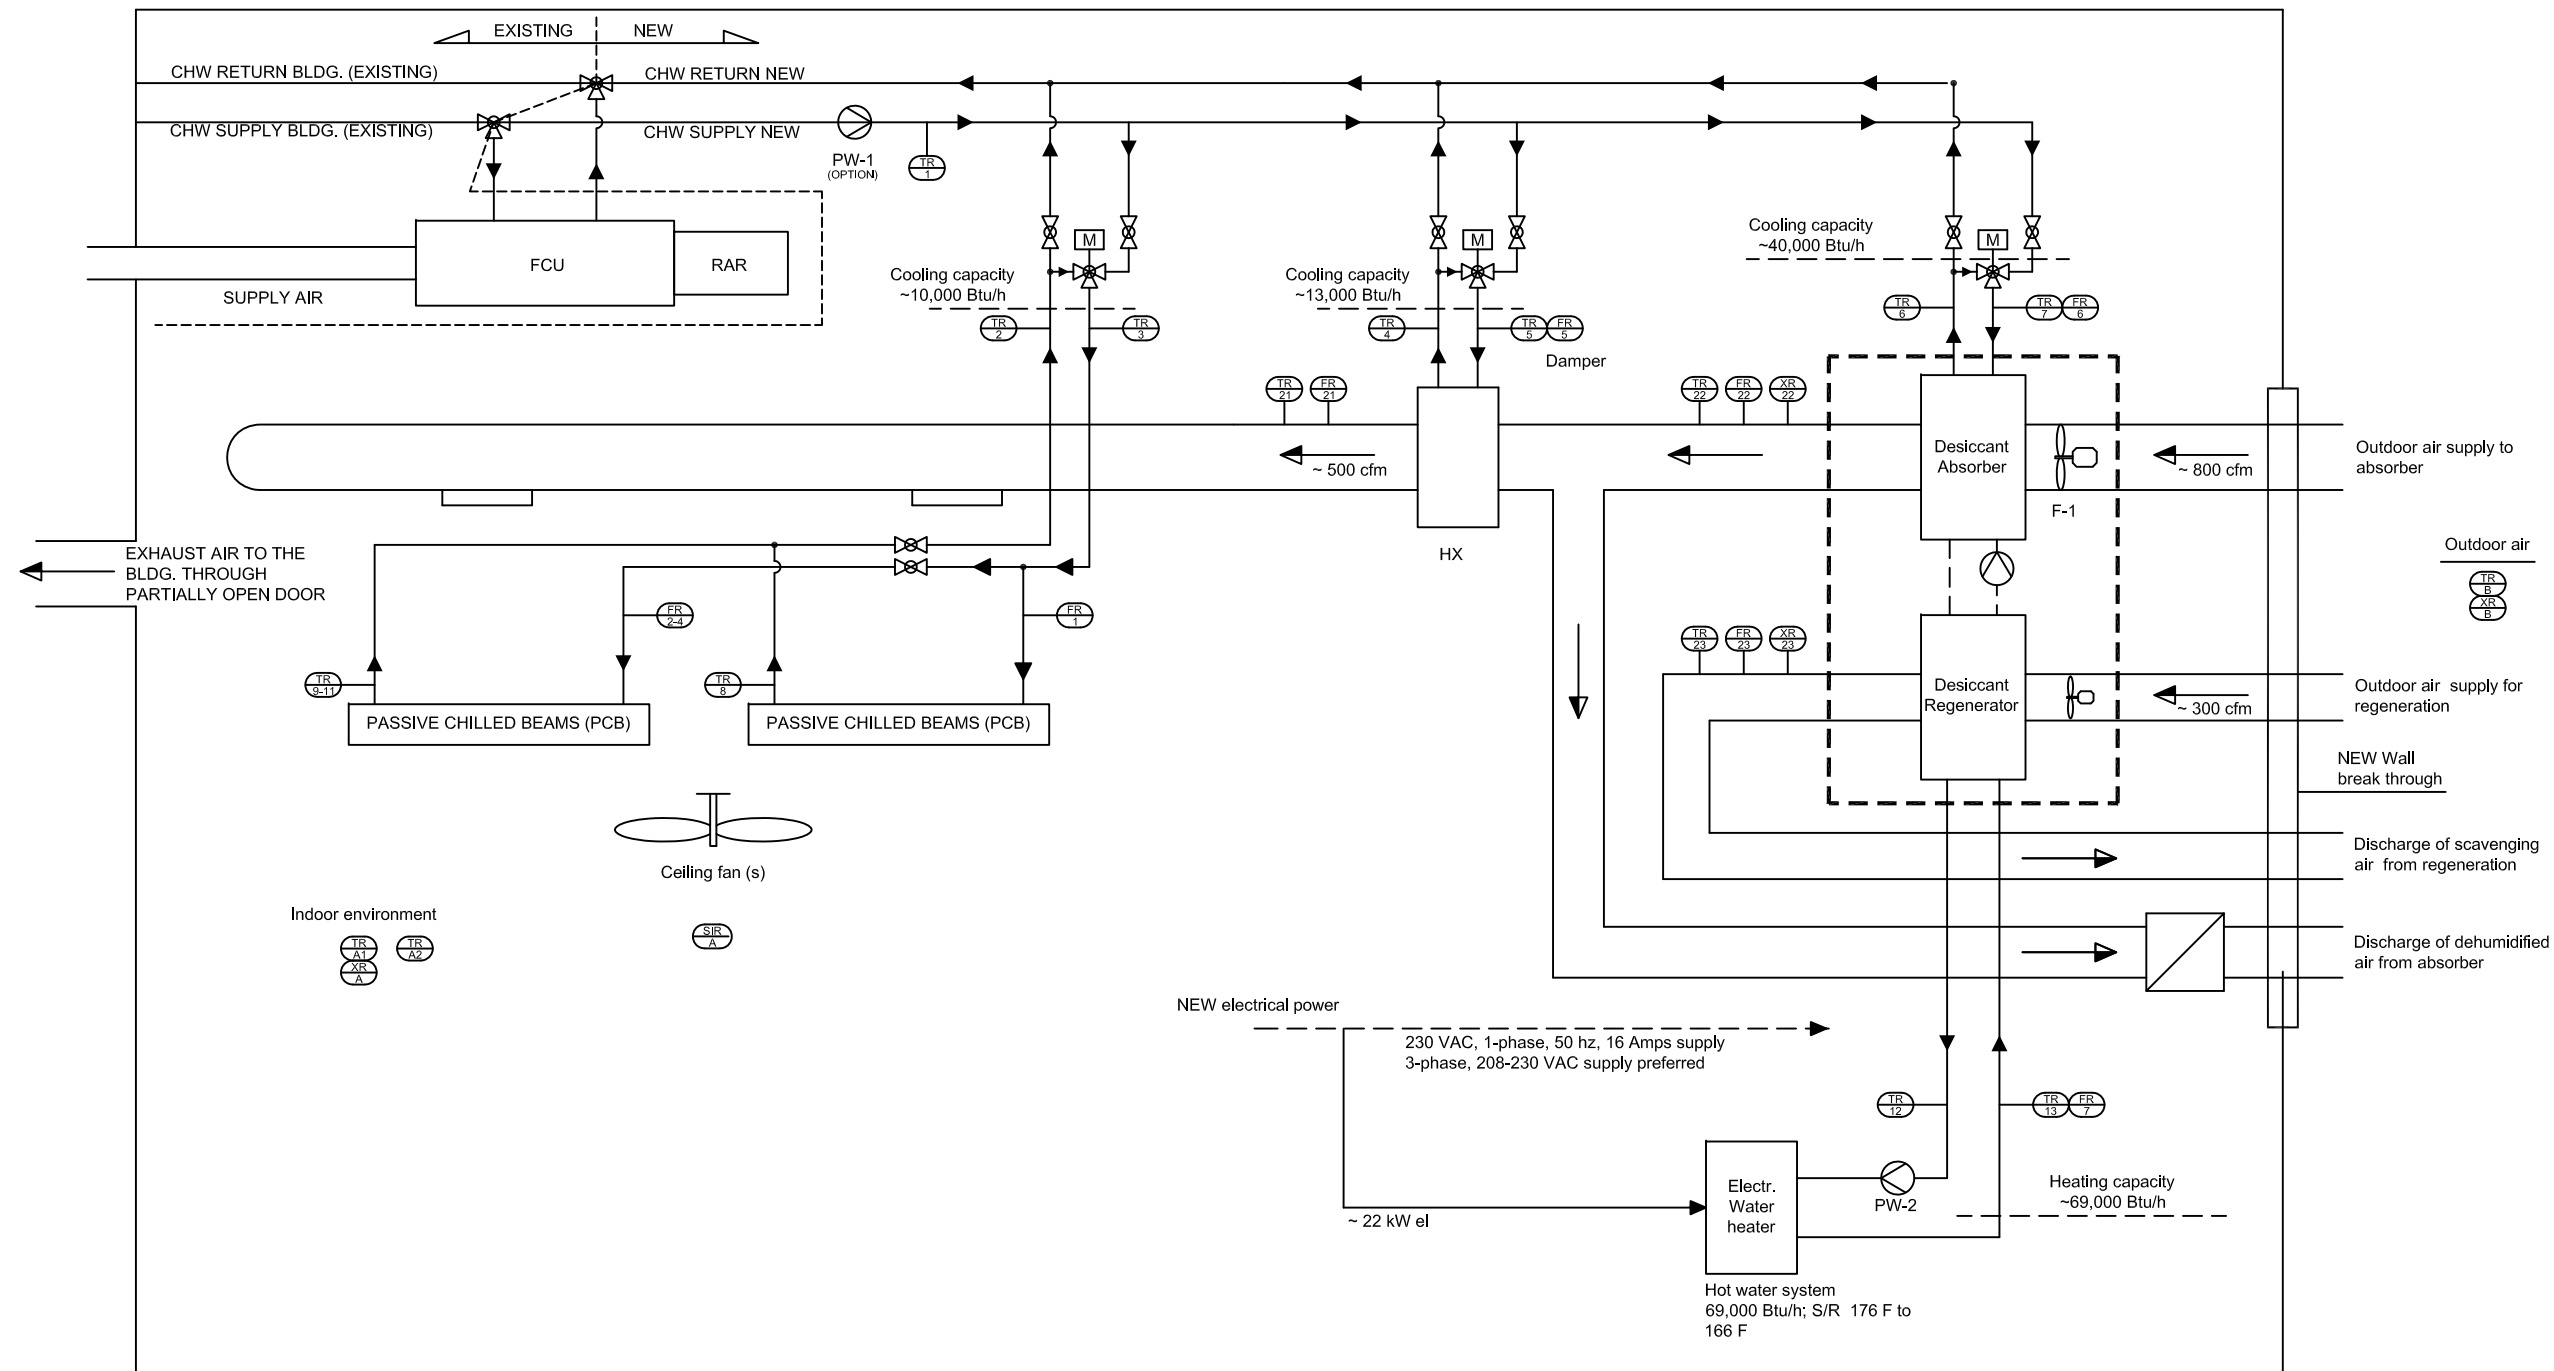 EXISTING
NEW
CHW RETURN BLDG. (EXISTING)
CHW RETURN NEW
CHW SUPPLY BLDG. (EXISTING)
CHW SUPPLY NEW
PW-1
(OPTION)
TR
1
FCU
RAR
SUPPLY AIR
Cooling capacity
~10,000 Btu/h
M
TR
2
TR
3
Cooling capacity
~13,000 Btu/h
M
TR
4
TR
5
FR
5
Damper
Cooling capacity
~40,000 Btu/h
M
TR
6
TR
7
FR
6
TR
21
FR
21
TR
22
FR
22
XR
22
~ 500 cfm
HX
Desiccant
Absorber
F-1
~ 800 cfm
Outdoor air supply to
absorber
Outdoor air
TR
B
XR
B
EXHAUST AIR TO THE
BLDG. THROUGH
PARTIALLY OPEN DOOR
FR
2-4
FR
1
TR
9-11
TR
8
PASSIVE CHILLED BEAMS (PCB)
PASSIVE CHILLED BEAMS (PCB)
TR
23
FR
23
XR
23
Desiccant
Regenerator
~ 300 cfm
Outdoor air supply for
regeneration
NEW Wall
break through
Ceiling fan (s)
Discharge of scavenging
air from regeneration
Indoor environment
TR
A1
XR
A
TR
A2
SIR
A
Discharge of dehumidified
air from absorber
NEW electrical power
230 VAC, 1-phase, 50 hz, 16 Amps supply
3-phase, 208-230 VAC supply preferred
TR
12
TR
13
FR
7
~ 22 kW el
Electr.
Water
heater
PW-2
Heating capacity
~69,000 Btu/h
Hot water system
69,000 Btu/h; S/R 176 F to
166 F